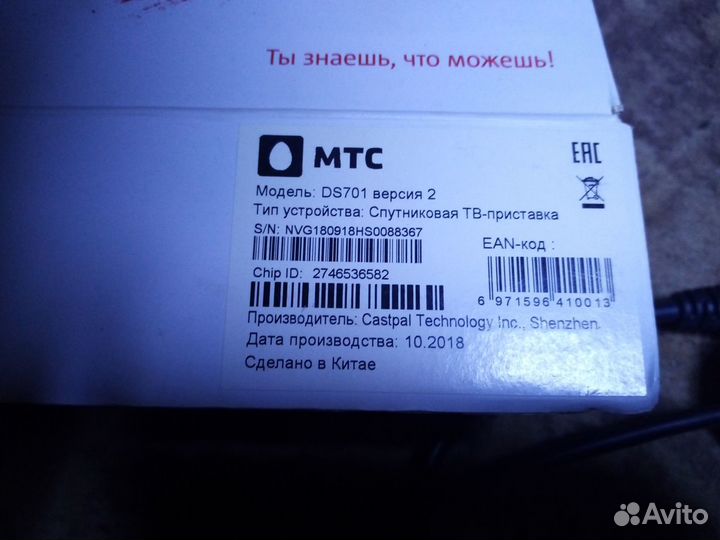 Ты знаешь, что можешь!
МТС
EAC
Модель: DS701 версия 2
Тип устройства: Спутниковая ТВ-приставка
S/N: NVG180918HS0088367
EAN-код :
Chip ID: 2746536582
6 971596 410013
Производитель: Castpal Technology Inc., Shenzhen
Дата производства: 10.2018
Сделано в Китае
Avito